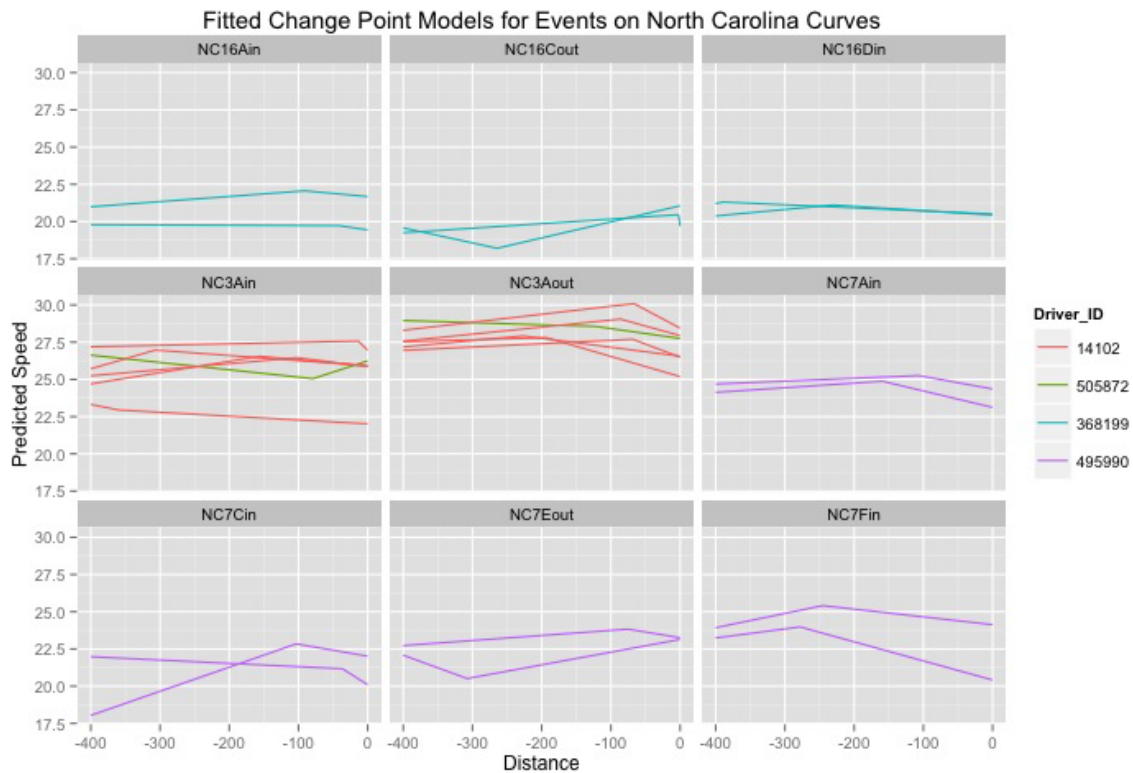 Fitted Change Point Models for Events on North Carolina Curves
NC16Ain NC16Cout NC16Din
30.0
27.5
25.0
22.5
20.0
17.5
NC3Ain NC3Aout NC7Ain
30.0
27.5
25.0
22.5
20.0
17.5
NC7Cin NC7Eout NC7Fin
30.0
27.5
25.0
22.5
20.0
17.5
Predicted Speed
-400 -300 -200 -100 0 -400 -300 -200 -100 0 -400 -300 -200 -100 0
Distance
Driver_ID
14102
505872
368199
495990